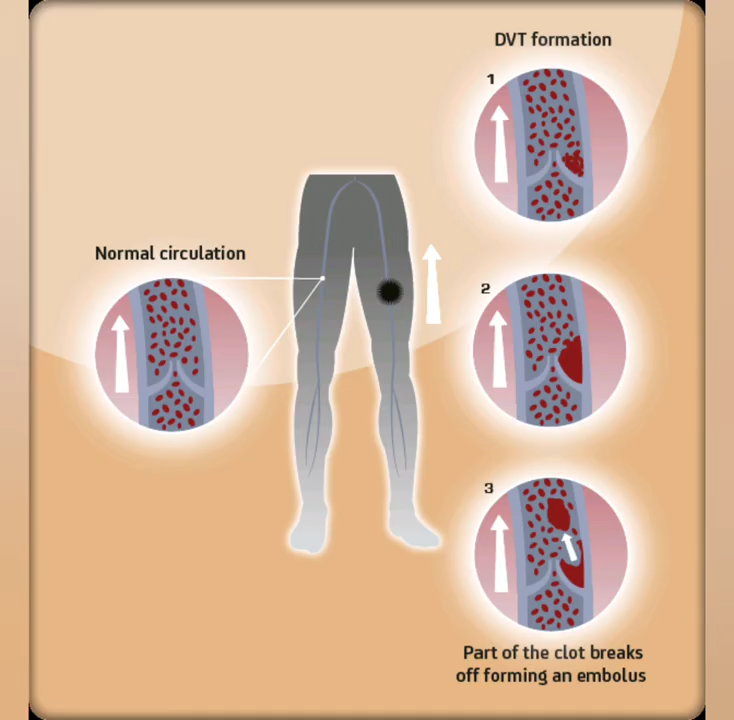 DVT formation
1
Normal circulation
2
3
Part of the clot breaks
off forming an embolus